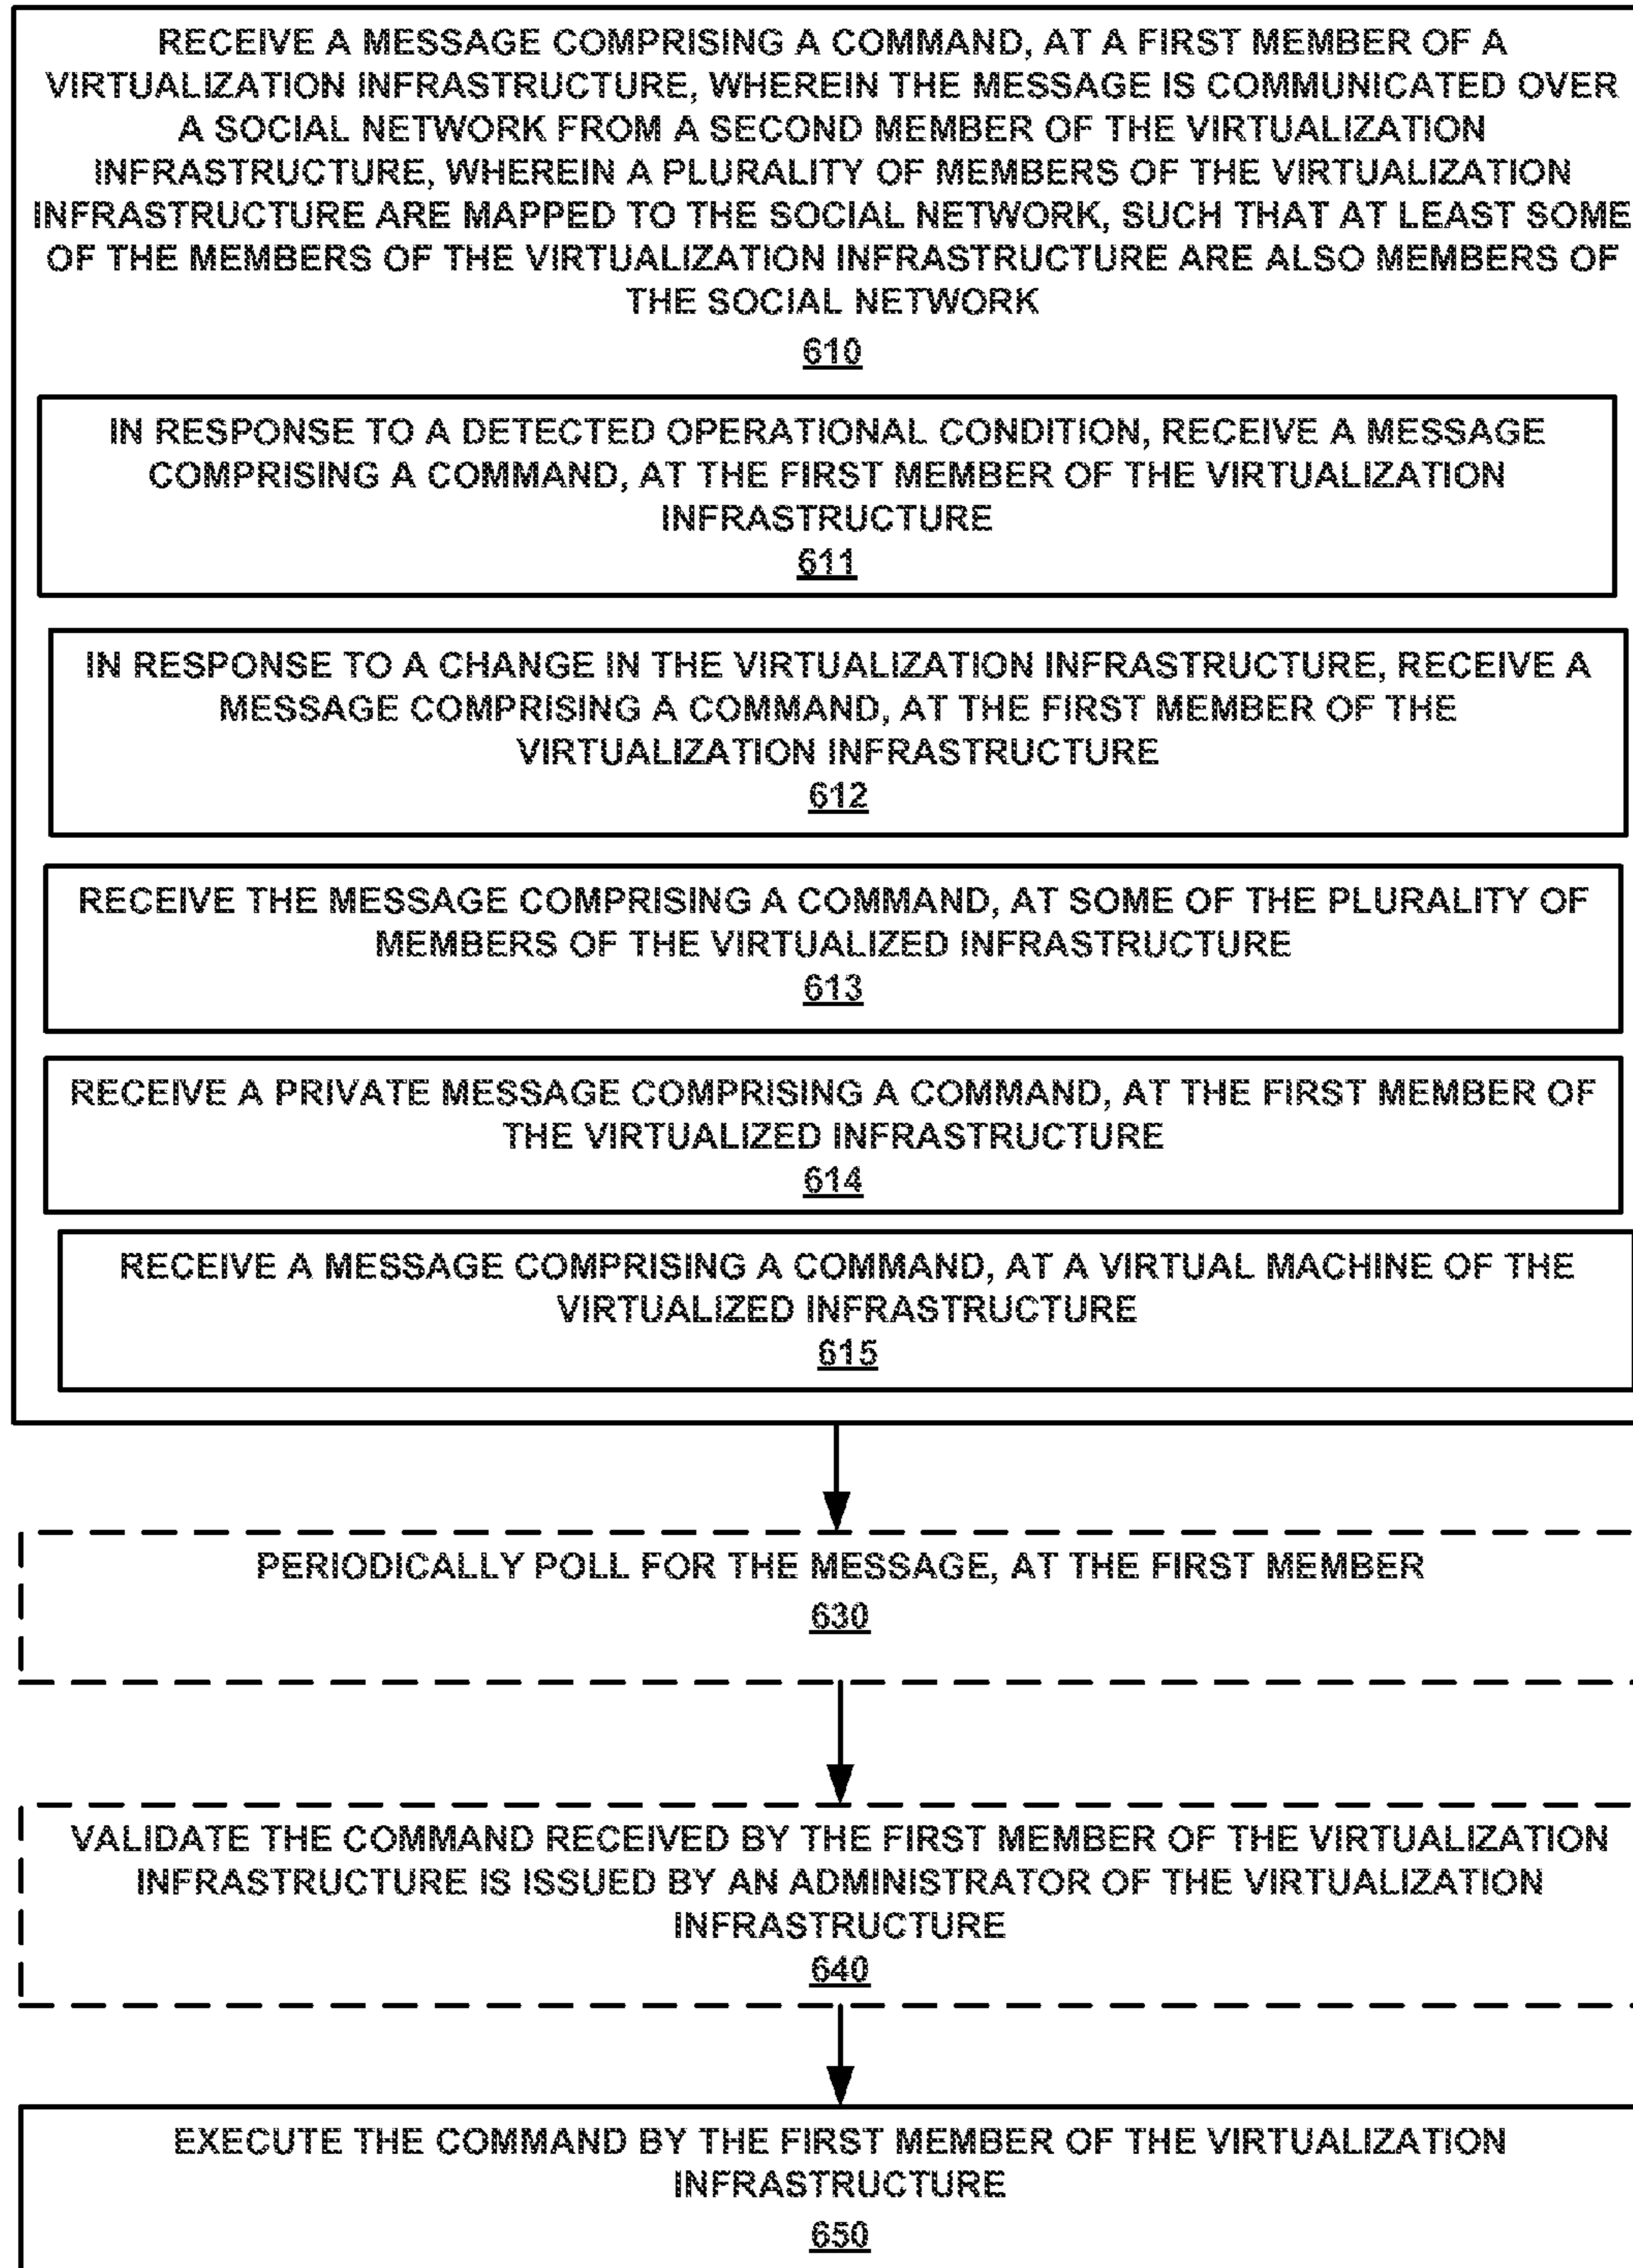 RECEIVE A MESSAGE COMPRISING A COMMAND, AT A FIRST MEMBER OF A
VIRTUALIZATION INFRASTRUCTURE, WHEREIN THE MESSAGE IS COMMUNICATED OVER
A SOCIAL NETWORK FROM A SECOND MEMBER OF THE VIRTUALIZATION
INFRASTRUCTURE, WHEREIN A PLURALITY OF MEMBERS OF THE VIRTUALIZATION
INFRASTRUCTURE ARE MAPPED TO THE SOCIAL NETWORK, SUCH THAT AT LEAST SOME
OF THE MEMBERS OF THE VIRTUALIZATION INFRASTRUCTURE ARE ALSO MEMBERS OF
THE SOCIAL NETWORK
610
IN RESPONSE TO A DETECTED OPERATIONAL CONDITION, RECEIVE A MESSAGE
COMPRISING A COMMAND, AT THE FIRST MEMBER OF THE VIRTUALIZATION
INFRASTRUCTURE
611
IN RESPONSE TO A CHANGE IN THE VIRTUALIZATION INFRASTRUCTURE, RECEIVE A
MESSAGE COMPRISING A COMMAND, AT THE FIRST MEMBER OF THE
VIRTUALIZATION INFRASTRUCTURE
612
RECEIVE THE MESSAGE COMPRISING A COMMAND, AT SOME OF THE PLURALITY OF
MEMBERS OF THE VIRTUALIZED INFRASTRUCTURE
613
RECEIVE A PRIVATE MESSAGE COMPRISING A COMMAND, AT THE FIRST MEMBER OF
THE VIRTUALIZED INFRASTRUCTURE
614
RECEIVE A MESSAGE COMPRISING A COMMAND, AT A VIRTUAL MACHINE OF THE
VIRTUALIZED INFRASTRUCTURE
615
PERIODICALLY POLL FOR THE MESSAGE, AT THE FIRST MEMBER
630
VALIDATE THE COMMAND RECEIVED BY THE FIRST MEMBER OF THE VIRTUALIZATION
INFRASTRUCTURE IS ISSUED BY AN ADMINISTRATOR OF THE VIRTUALIZATION
INFRASTRUCTURE
640
EXECUTE THE COMMAND BY THE FIRST MEMBER OF THE VIRTUALIZATION
INFRASTRUCTURE
650